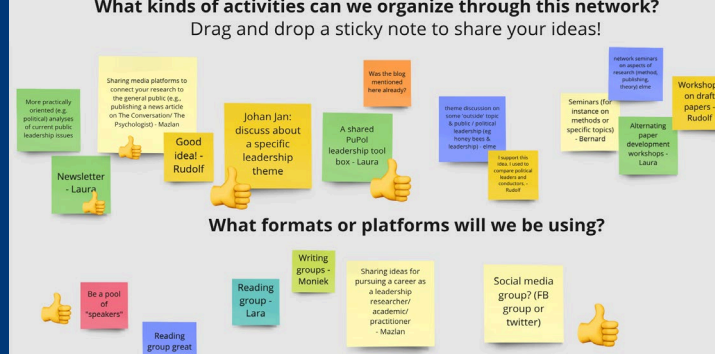 What kinds of activities can we organize through this network?
Drag and drop a sticky note to share your ideas!
More practically
oriented (e.g.
political) analyses
of current public
leadership issues
Sharing media platforms to
connect your research to
the general public (e.g.,
publishing a news article
on The Conversation/ The
Psychologist) - Mazlan
Newsletter
- Laura
Good
idea! -
Rudolf
Johan Jan:
discuss about
a specific
leadership
theme
Was the blog
mentioned
here already?
A shared
PuPol
leadership tool
box - Laura
theme discussion on
some 'outside' topic
& public / political
leadership (eg
honey bees &
leadership) - elme
I support this
idea. I used to
compare political
leaders and
conductors. -
Rudolf
Seminars (for
instance on
methods or
specific topics)
- Bernard
network seminars
on aspects of
research (method,
publishing,
theory) elme
Alternating
paper
development
workshops -
Laura
Workshop
on draft
papers -
Rudolf
What formats or platforms will we be using?
Be a pool
of
"speakers"
Reading
group great
Reading
group -
Lara
Writing
groups -
Moniek
Sharing ideas for
pursuing a career as
a leadership
researcher/
academic/
practitioner
- Mazlan
Social media
group? (FB
group or
twitter)